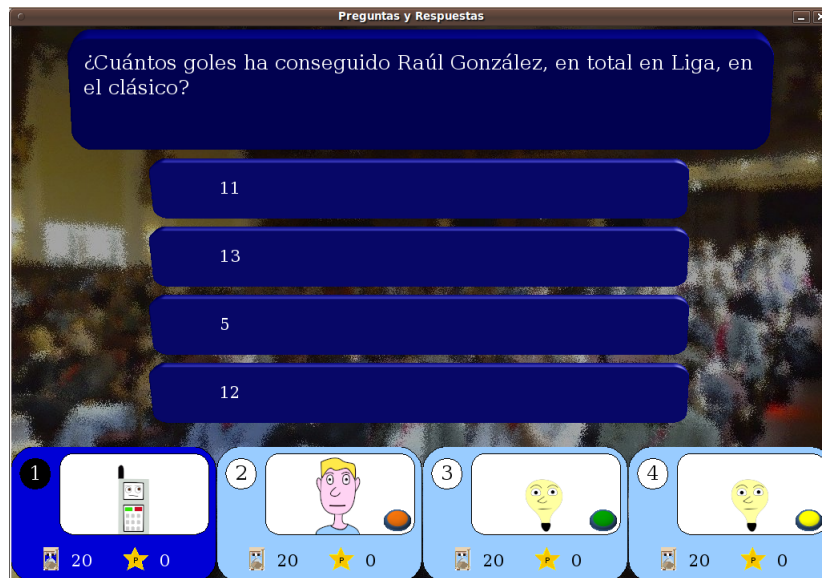 Preguntas y Respuestas
¿Cuántos goles ha conseguido Raúl González, en total en Liga, en
el clásico?
11
13
5
12
1
2
3
4
20 P 0
20 P 0
20 P 0
20 P 0